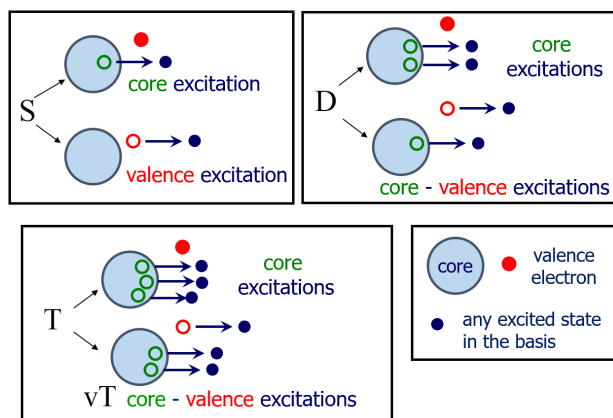 S
core excitation
valence excitation
D
core
excitations
core - valence excitations
T
core
excitations
vT core - valence excitations
core
valence
electron
any excited state
in the basis